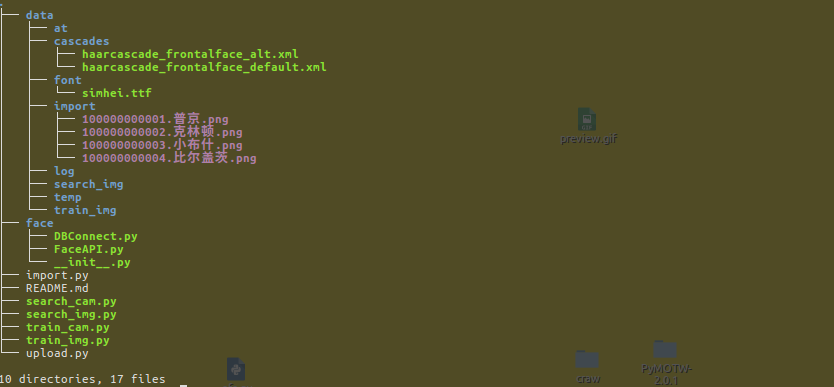 .
├── data
│   ├── at
│   ├── cascades
│   │   ├── haarcascade_frontalface_alt.xml
│   │   └── haarcascade_frontalface_default.xml
│   ├── font
│   │   └── simhei.ttf
│   ├── import
│   │   ├── 100000000001.普京.png
│   │   ├── 100000000002.克林顿.png
│   │   ├── 100000000003.小布什.png
│   │   └── 100000000004.比尔盖茨.png
│   ├── log
│   ├── search_img
│   ├── temp
│   └── train_img
├── face
│   ├── DBConnect.py
│   ├── FaceAPI.py
│   └── __init__.py
├── import.py
├── README.md
├── search_cam.py
├── search_img.py
├── train_cam.py
├── train_img.py
└── upload.py
10 directories, 17 files
preview.gif
craw
PyMOTW-
2.0.1